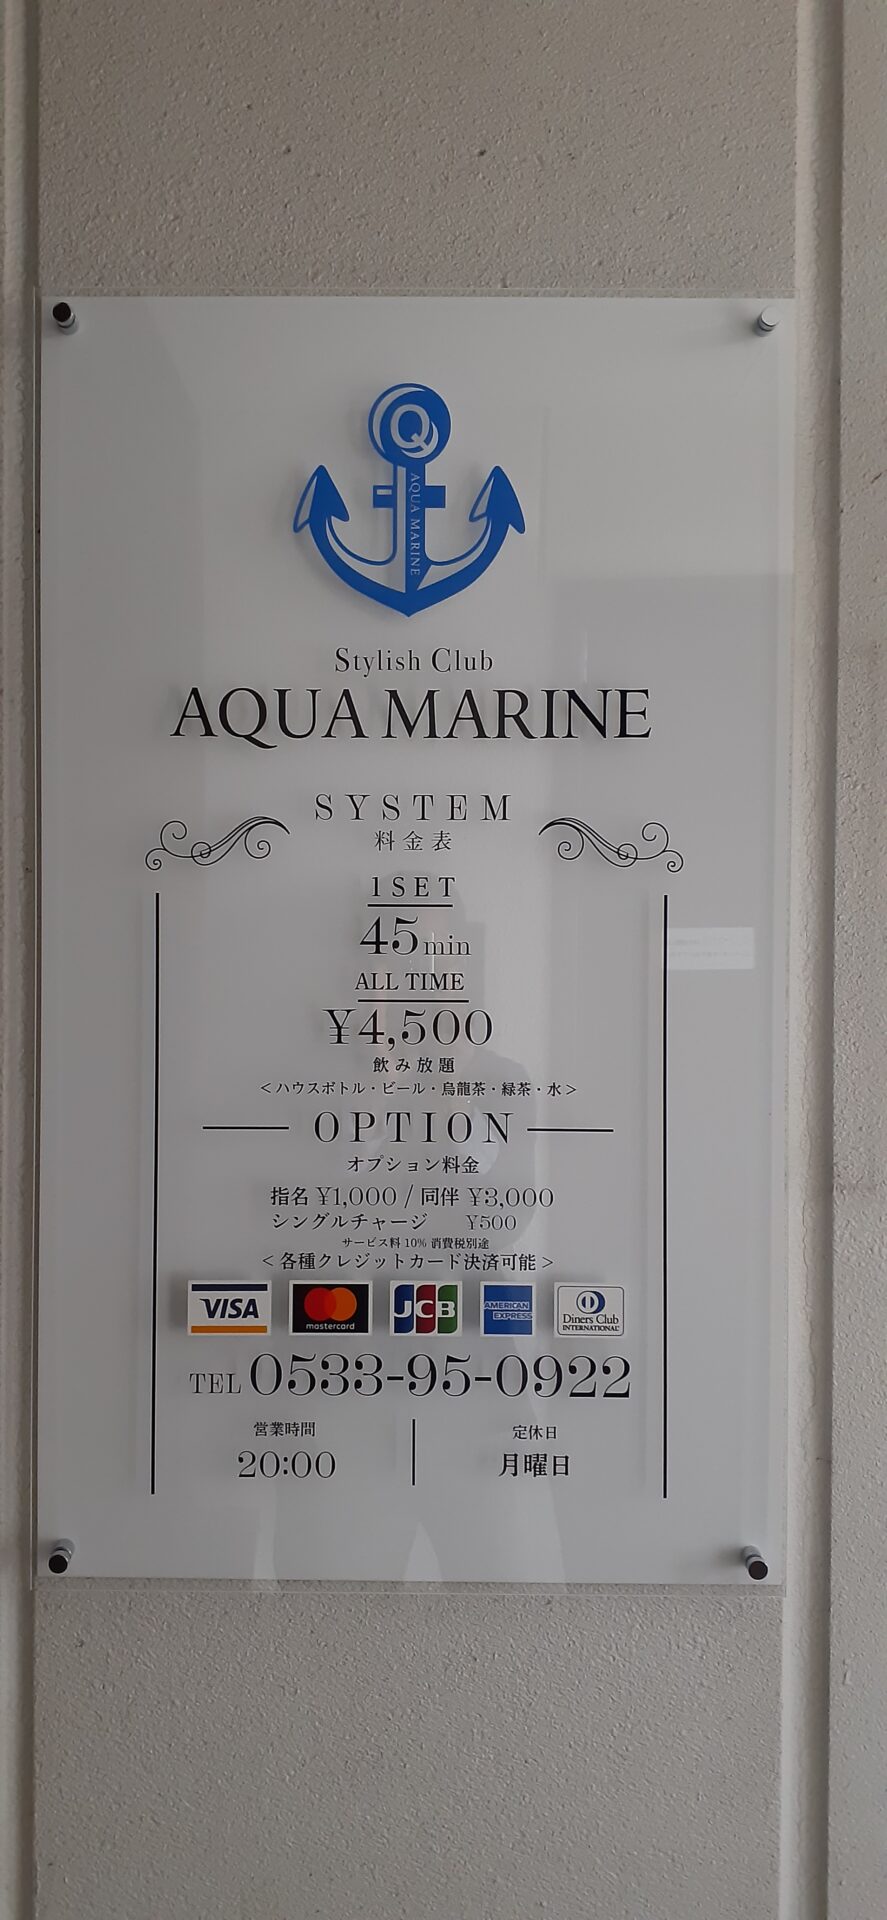 Q
AQUA MARINE
Stylish Club
AQUA MARINE
SYSTEM
料金表
1 SET
45min
ALL TIME
¥4,500
飲み放題
<ハウスボトル・ビール・烏龍茶・緑茶・水>
OPTION
オプション料金
指名 ¥1,000 / 同伴 ¥3,000
シングルチャージ ¥500
サービス料 10% 消費税別途
<各種クレジットカード決済可能>
VISA
mastercard
JCB
AMERICAN EXPRESS
Diners Club INTERNATIONAL
TEL 0533-95-0922
営業時間
20:00
定休日
月曜日